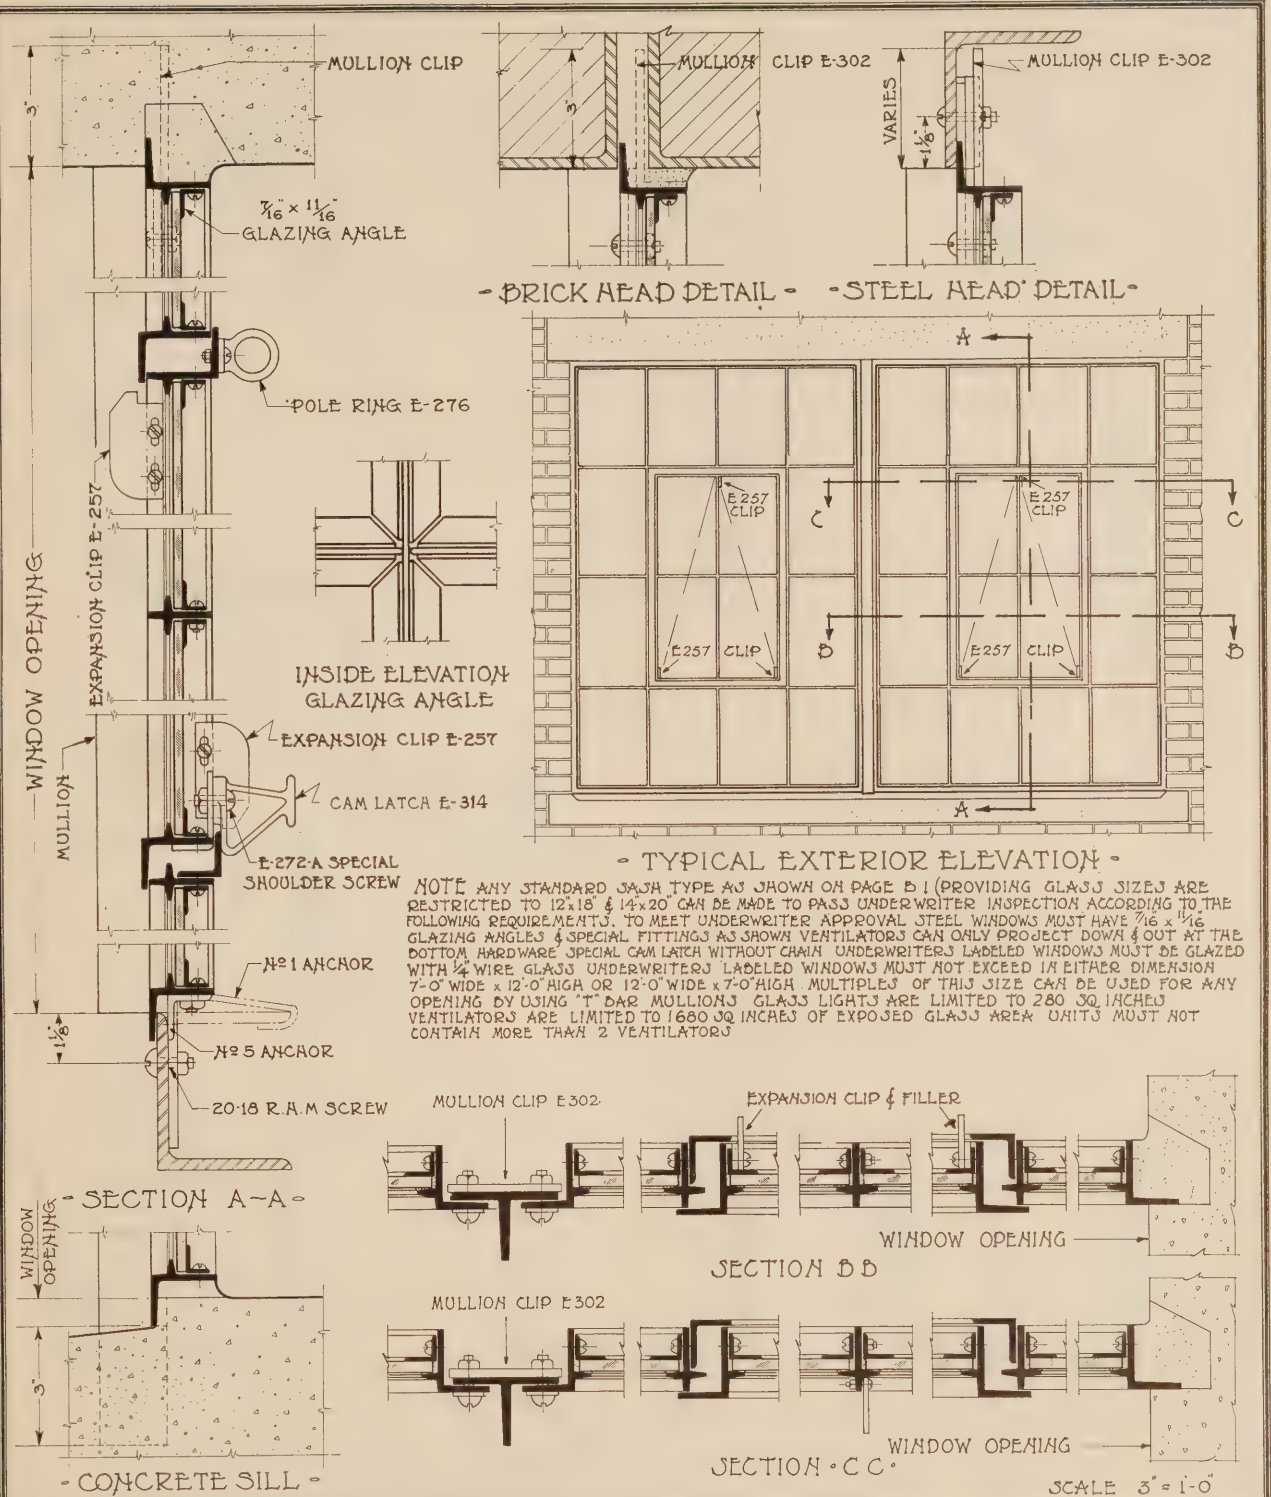 MULLION CLIP
3"
7/16" x 11/16"
GLAZING ANGLE
POLE RING E-276
EXPANSION CLIP E-257
WINDOW OPENING
MULLION
INSIDE ELEVATION
GLAZING ANGLE
EXPANSION CLIP E-257
CAM LATCH E-314
E-272-A SPECIAL
SHOULDER SCREW
Nº 1 ANCHOR
Nº 5 ANCHOR
1 1/8"
20-18 R.H.M SCREW
- SECTION A~A -
WINDOW
OPENING
3"
- CONCRETE SILL -
MULLION CLIP E-302
3"
- BRICK HEAD DETAIL -
MULLION CLIP E-302
VARIES
1 1/8"
- STEEL HEAD DETAIL -
A
E257
CLIP
E257
CLIP
C
C
B
B
E257 CLIP
E257 CLIP
A
- TYPICAL EXTERIOR ELEVATION -
NOTE ANY STANDARD SASH TYPE AS SHOWN ON PAGE B 1 (PROVIDING GLASS SIZES ARE
RESTRICTED TO 12"x18" & 14"x20" CAN BE MADE TO PASS UNDERWRITER INSPECTION ACCORDING TO THE
FOLLOWING REQUIREMENTS. TO MEET UNDERWRITER APPROVAL STEEL WINDOWS MUST HAVE 7/16" x 11/16"
GLAZING ANGLES & SPECIAL FITTINGS AS SHOWN VENTILATORS CAN ONLY PROJECT DOWN & OUT AT THE
BOTTOM HARDWARE SPECIAL CAM LATCH WITHOUT CHAIN UNDERWRITERS LABELED WINDOWS MUST BE GLAZED
WITH 1/4" WIRE GLASS UNDERWRITERS LABELED WINDOWS MUST NOT EXCEED IN EITHER DIMENSION
7'-0" WIDE x 12'-0" HIGH OR 12'-0" WIDE x 7'-0" HIGH. MULTIPLES OF THIS SIZE CAN BE USED FOR ANY
OPENING BY USING "T" BAR MULLIONS GLASS LIGHTS ARE LIMITED TO 280 SQ. INCHES
VENTILATORS ARE LIMITED TO 1680 SQ INCHES OF EXPOSED GLASS AREA UNITS MUST NOT
CONTAIN MORE THAN 2 VENTILATORS
MULLION CLIP E302.
EXPANSION CLIP & FILLER
WINDOW OPENING
SECTION B B
MULLION CLIP E302
WINDOW OPENING
SECTION · C C ·
SCALE 3" = 1'-0"